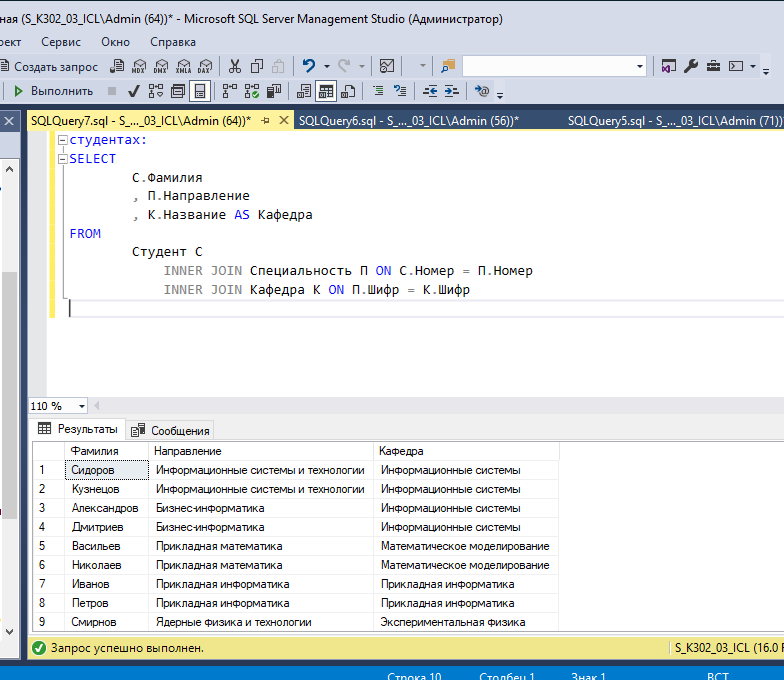 ная (S_K302_03_ICL\Admin (64))* - Microsoft SQL Server Management Studio (Администратор)
оект Сервис Окно Справка
Создать запрос MDX DMX XMLA DAX
Выполнить
SQLQuery7.sql - S_..._03_ICL\Admin (64))* SQLQuery6.sql - S_..._03_ICL\Admin (56))* SQLQuery5.sql - S_..._03_ICL\Admin (71))
студентах:
SELECT
С.Фамилия
, П.Направление
, К.Название AS Кафедра
FROM
Студент С
INNER JOIN Специальность П ON С.Номер = П.Номер
INNER JOIN Кафедра К ON П.Шифр = К.Шифр
110 %
Результаты Сообщения
Фамилия Направление Кафедра
1 Сидоров Информационные системы и технологии Информационные системы
2 Кузнецов Информационные системы и технологии Информационные системы
3 Александров Бизнес-информатика Информационные системы
4 Дмитриев Бизнес-информатика Информационные системы
5 Васильев Прикладная математика Математическое моделирование
6 Николаев Прикладная математика Математическое моделирование
7 Иванов Прикладная информатика Прикладная информатика
8 Петров Прикладная информатика Прикладная информатика
9 Смирнов Ядерные физика и технологии Экспериментальная физика
Запрос успешно выполнен. S_K302_03_ICL (16.0
Строка 10 Столбец 1 Знак 1 ВСТ